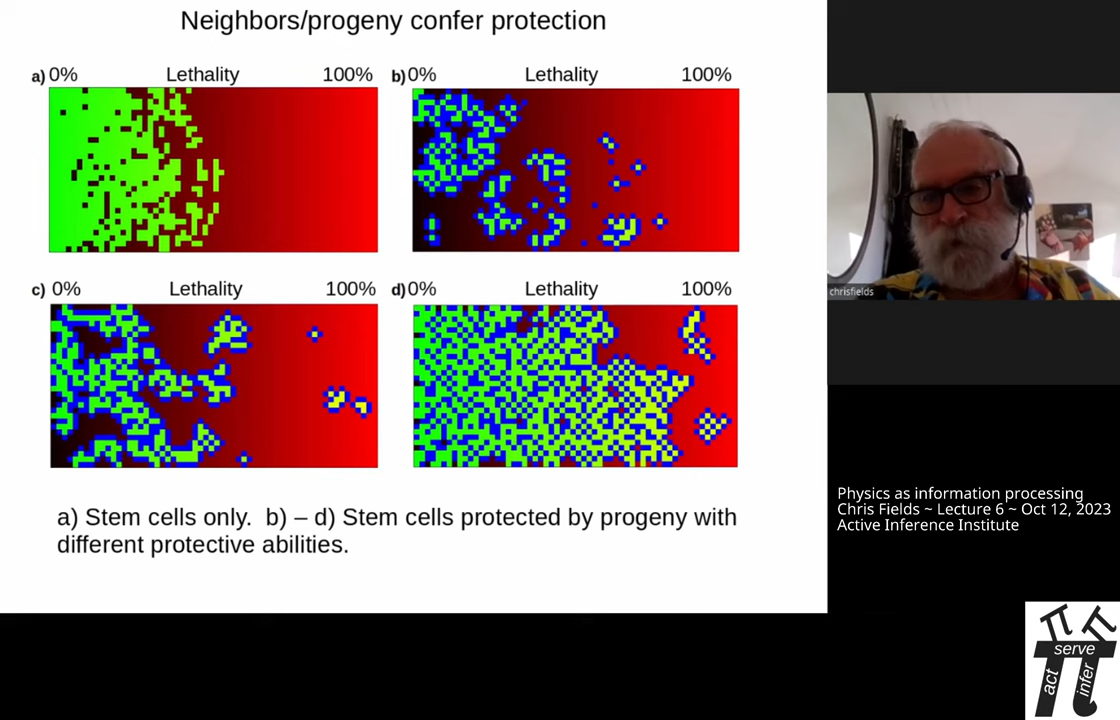 Neighbors/progeny confer protection
a) 0% Lethality 100%
b) 0% Lethality 100%
c) 0% Lethality 100%
d) 0% Lethality 100%
a) Stem cells only. b) – d) Stem cells protected by progeny with
different protective abilities.
chrisfields
Physics as information processing
Chris Fields ~ Lecture 6 ~ Oct 12, 2023
Active Inference Institute
serve
act
infer